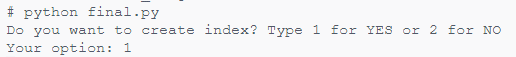 # python final.py
Do you want to create index? Type 1 for YES or 2 for NO
Your option: 1